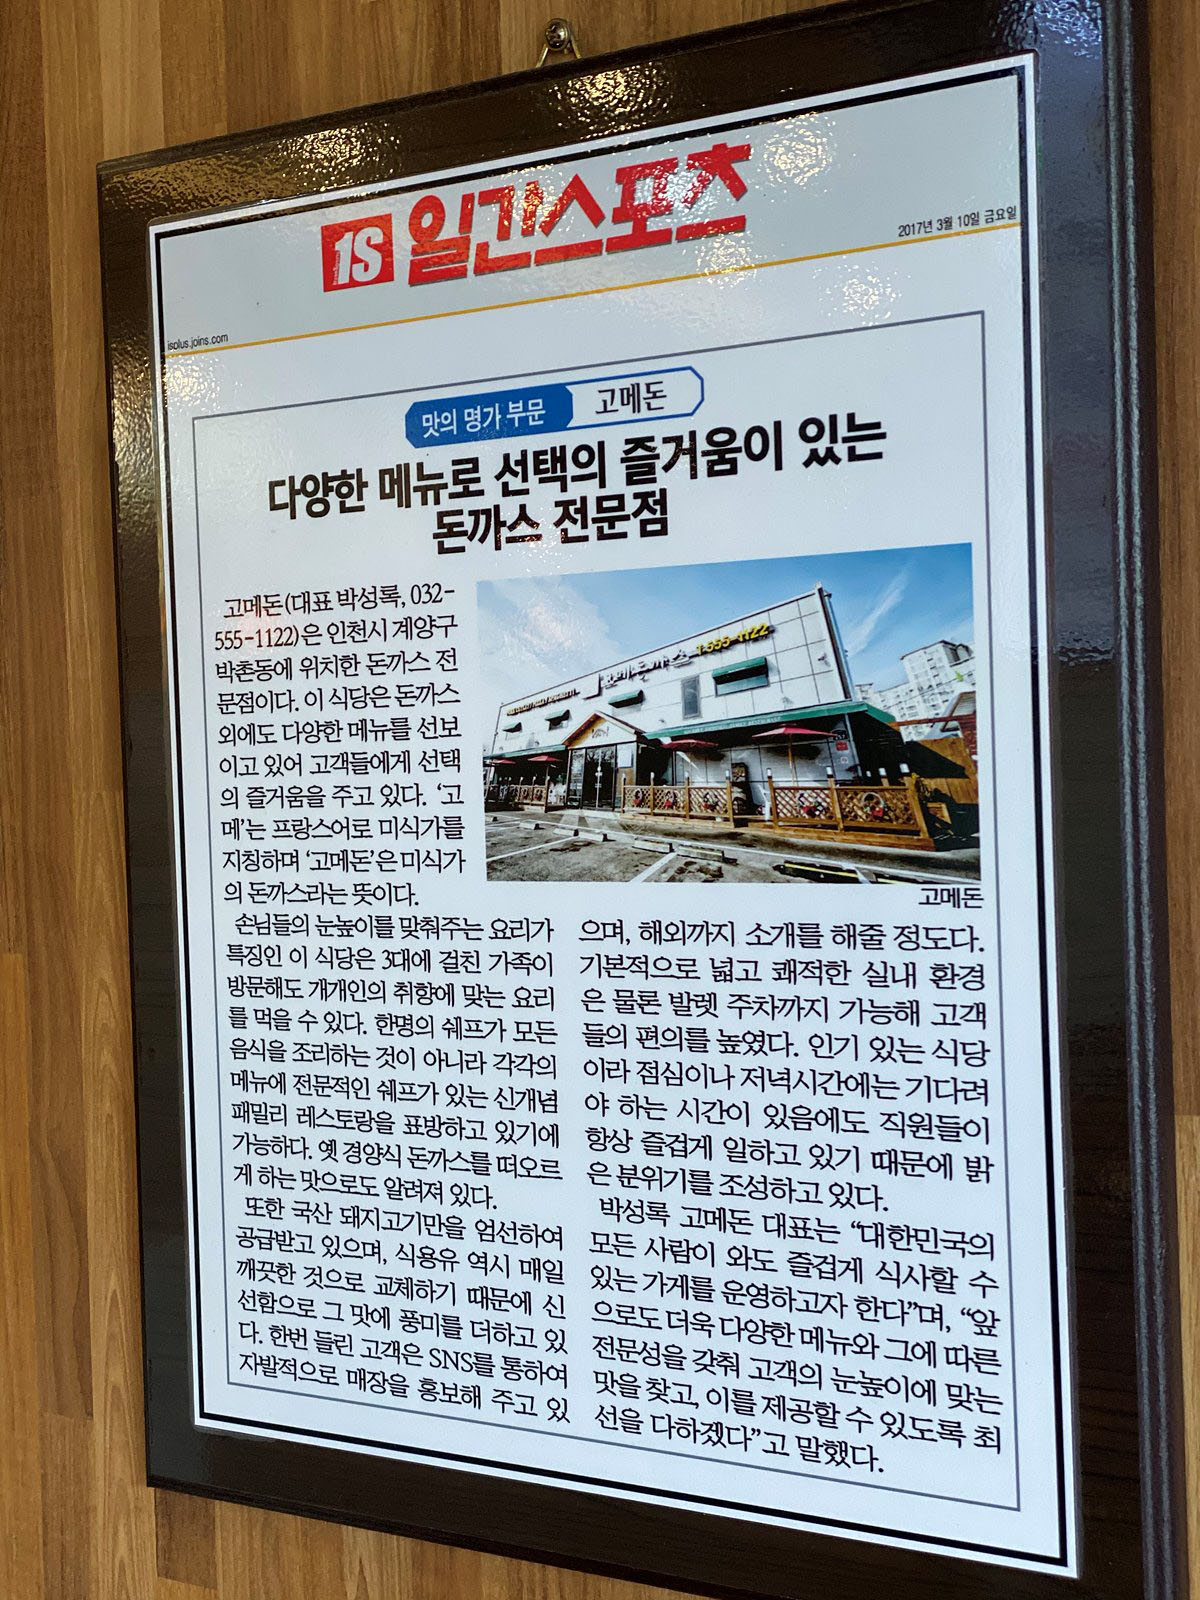 1S 일간스포츠
2017년 3월 10일 금요일
isplus.joins.com
맛의 명가 부문 고메돈
다양한 메뉴로 선택의 즐거움이 있는
돈까스 전문점
고메돈(대표 박성록, 032-
555-1122)은 인천시 계양구
박촌동에 위치한 돈까스 전
문점이다. 이 식당은 돈까스
외에도 다양한 메뉴를 선보
이고 있어 고객들에게 선택
의 즐거움을 주고 있다. ‘고
메’는 프랑스어로 미식가를
지칭하며 ‘고메돈’은 미식가
의 돈까스라는 뜻이다.
고메돈까스 555-1122
고메돈
손님들의 눈높이를 맞춰주는 요리가
특징인 이 식당은 3대에 걸친 가족이
방문해도 개개인의 취향에 맞는 요리
를 먹을 수 있다. 한명의 쉐프가 모든
음식을 조리하는 것이 아니라 각각의
메뉴에 전문적인 쉐프가 있는 신개념
패밀리 레스토랑을 표방하고 있기에
가능하다. 옛 경양식 돈까스를 떠오르
게 하는 맛으로도 알려져 있다.
또한 국산 돼지고기만을 엄선하여
공급받고 있으며, 식용유 역시 매일
깨끗한 것으로 교체하기 때문에 신
선함으로 그 맛에 풍미를 더하고 있
다. 한번 들린 고객은 SNS를 통하여
자발적으로 매장을 홍보해 주고 있
으며, 해외까지 소개를 해줄 정도다.
기본적으로 넓고 쾌적한 실내 환경
은 물론 발렛 주차까지 가능해 고객
들의 편의를 높였다. 인기 있는 식당
이라 점심이나 저녁시간에는 기다려
야 하는 시간이 있음에도 직원들이
항상 즐겁게 일하고 있기 때문에 밝
은 분위기를 조성하고 있다.
박성록 고메돈 대표는 “대한민국의
모든 사람이 와도 즐겁게 식사할 수
있는 가게를 운영하고자 한다”며, “앞
으로도 더욱 다양한 메뉴와 그에 따른
전문성을 갖춰 고객의 눈높이에 맞는
맛을 찾고, 이를 제공할 수 있도록 최
선을 다하겠다”고 말했다.